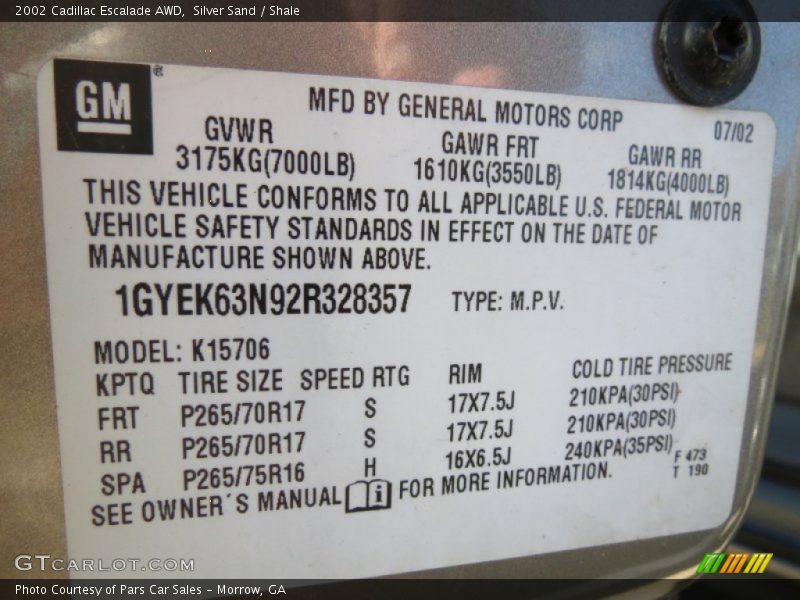 2002 Cadillac Escalade AWD,  Silver Sand / Shale
GM ®
MFD BY GENERAL MOTORS CORP
07/02
GVWR GAWR FRT GAWR RR
3175KG(7000LB) 1610KG(3550LB) 1814KG(4000LB)
THIS VEHICLE CONFORMS TO ALL APPLICABLE U.S. FEDERAL MOTOR
VEHICLE SAFETY STANDARDS IN EFFECT ON THE DATE OF
MANUFACTURE SHOWN ABOVE.
1GYEK63N92R328357 TYPE: M.P.V.
MODEL: K15706
KPTQ TIRE SIZE SPEED RTG RIM COLD TIRE PRESSURE
FRT P265/70R17 S 17X7.5J 210KPA(30PSI)
RR P265/70R17 S 17X7.5J 210KPA(30PSI)
SPA P265/75R16 H 16X6.5J 240KPA(35PSI)
F 473
T 190
SEE OWNER´S MANUAL i FOR MORE INFORMATION.
GTcarlot.com
Photo Courtesy of Pars Car Sales - Morrow, GA